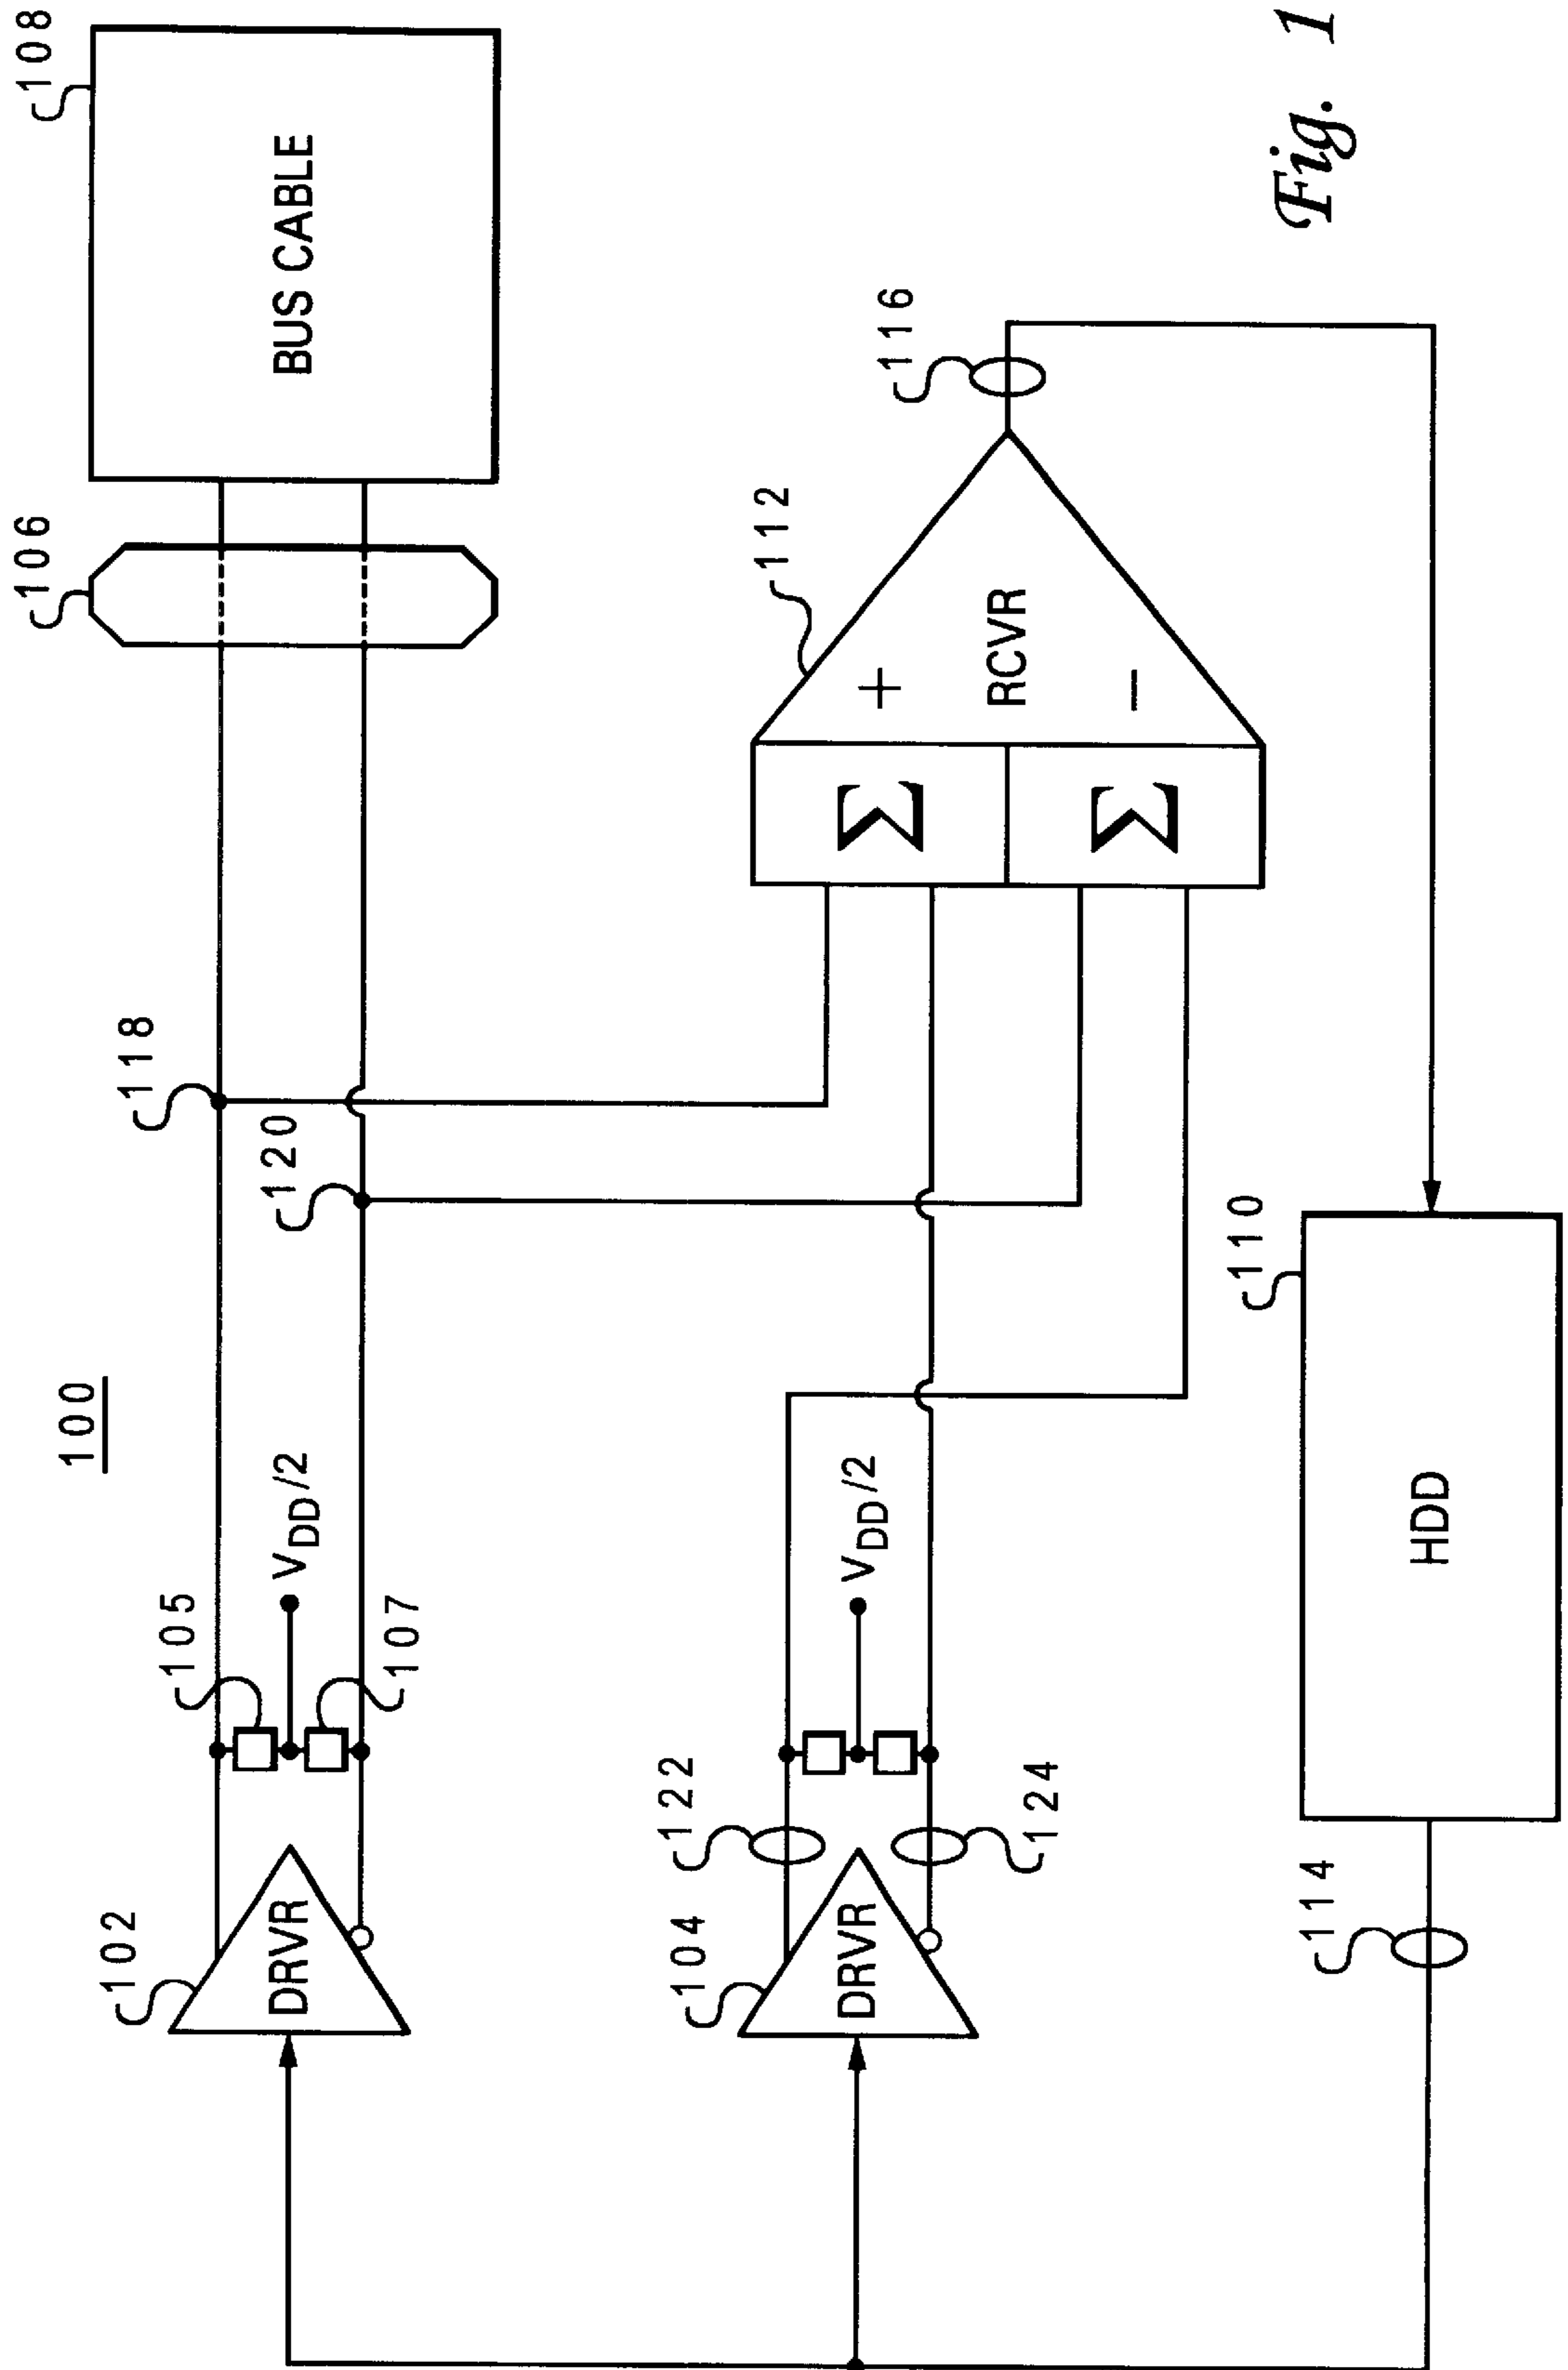 100
108
BUS CABLE
106
118
120
105
V_DD/2
107
102
DRVR
112
+
RCVR
−
Σ
Σ
116
122
V_DD/2
124
104
DRVR
110
HDD
114
Fig. 1